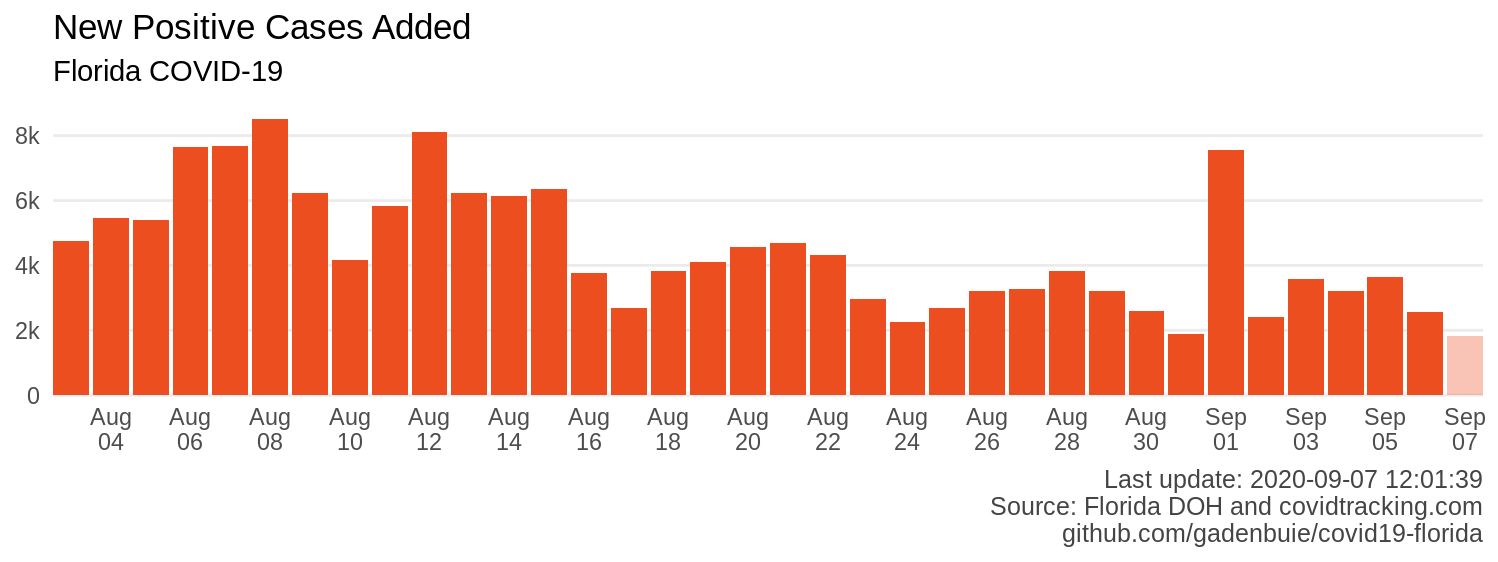 New Positive Cases Added
Florida COVID-19
8k
6k
4k
2k
0
Aug Aug Aug Aug Aug Aug Aug Aug Aug Aug Aug Aug Aug Aug Sep Sep Sep Sep
04 06 08 10 12 14 16 18 20 22 24 26 28 30 01 03 05 07
Last update: 2020-09-07 12:01:39
Source: Florida DOH and covidtracking.com
github.com/gadenbuie/covid19-florida